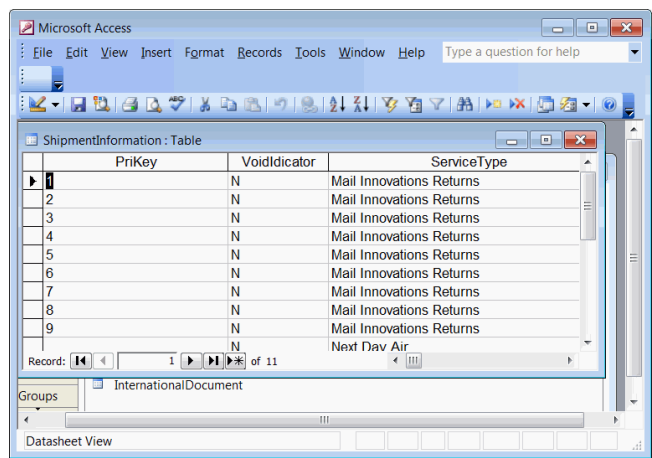 Microsoft Access
File Edit View Insert Format Records Tools Window Help Type a question for help
ShipmentInformation : Table
PriKey VoidIdicator ServiceType
1 N Mail Innovations Returns
2 N Mail Innovations Returns
3 N Mail Innovations Returns
4 N Mail Innovations Returns
5 N Mail Innovations Returns
6 N Mail Innovations Returns
7 N Mail Innovations Returns
8 N Mail Innovations Returns
9 N Mail Innovations Returns
N Next Day Air
Record: 1 of 11
InternationalDocument
Groups
Datasheet View